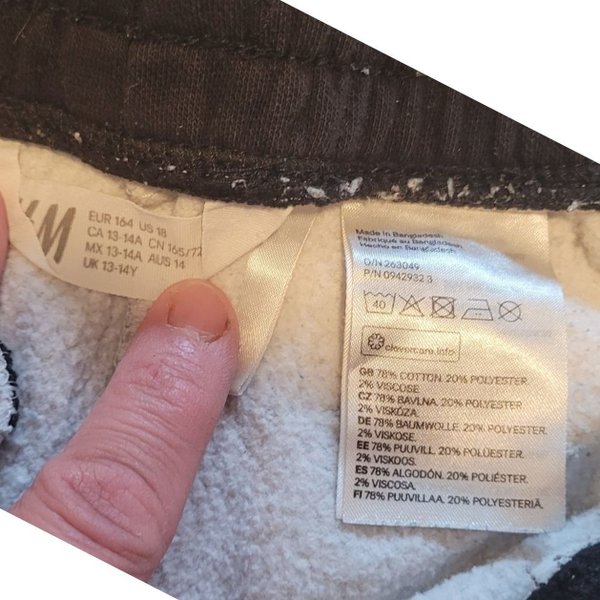 M
EUR 164 US 18
CA 13-14A CN 165/72
MX 13-14A AUS 14
UK 13-14Y
Made in Bangladesh
Fabriqué au Bangladesh
Hecho en Bangladesh
O/N 263049
P/N 0942932 3
40
clevercare.info
GB 78% COTTON. 20% POLYESTER.
2% VISCOSE
CZ 78% BAVLNA. 20% POLYESTER.
2% VISKÓZA
DE 78% BAUMWOLLE. 20% POLYESTER.
2% VISKOSE.
EE 78% PUUVILL. 20% POLÜESTER.
2% VISKOOS.
ES 78% ALGODÓN. 20% POLIÉSTER.
2% VISCOSA
FI 78% PUUVILLAA. 20% POLYESTERIÄ.